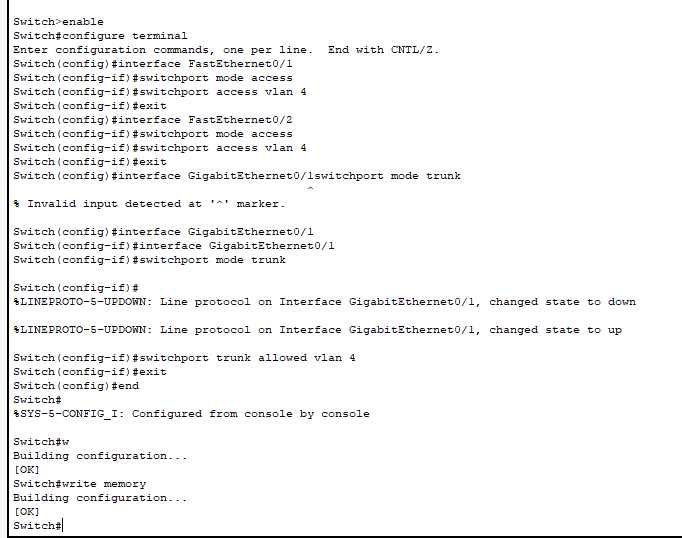 Switch>enable
Switch#configure terminal
Enter configuration commands, one per line.  End with CNTL/Z.
Switch(config)#interface FastEthernet0/1
Switch(config-if)#switchport mode access
Switch(config-if)#switchport access vlan 4
Switch(config-if)#exit
Switch(config)#interface FastEthernet0/2
Switch(config-if)#switchport mode access
Switch(config-if)#switchport access vlan 4
Switch(config-if)#exit
Switch(config)#interface GigabitEthernet0/1switchport mode trunk
^
% Invalid input detected at '^' marker.
Switch(config)#interface GigabitEthernet0/1
Switch(config-if)#interface GigabitEthernet0/1
Switch(config-if)#switchport mode trunk
Switch(config-if)#
%LINEPROTO-5-UPDOWN: Line protocol on Interface GigabitEthernet0/1, changed state to down
%LINEPROTO-5-UPDOWN: Line protocol on Interface GigabitEthernet0/1, changed state to up
Switch(config-if)#switchport trunk allowed vlan 4
Switch(config-if)#exit
Switch(config)#end
Switch#
%SYS-5-CONFIG_I: Configured from console by console
Switch#w
Building configuration...
[OK]
Switch#write memory
Building configuration...
[OK]
Switch#